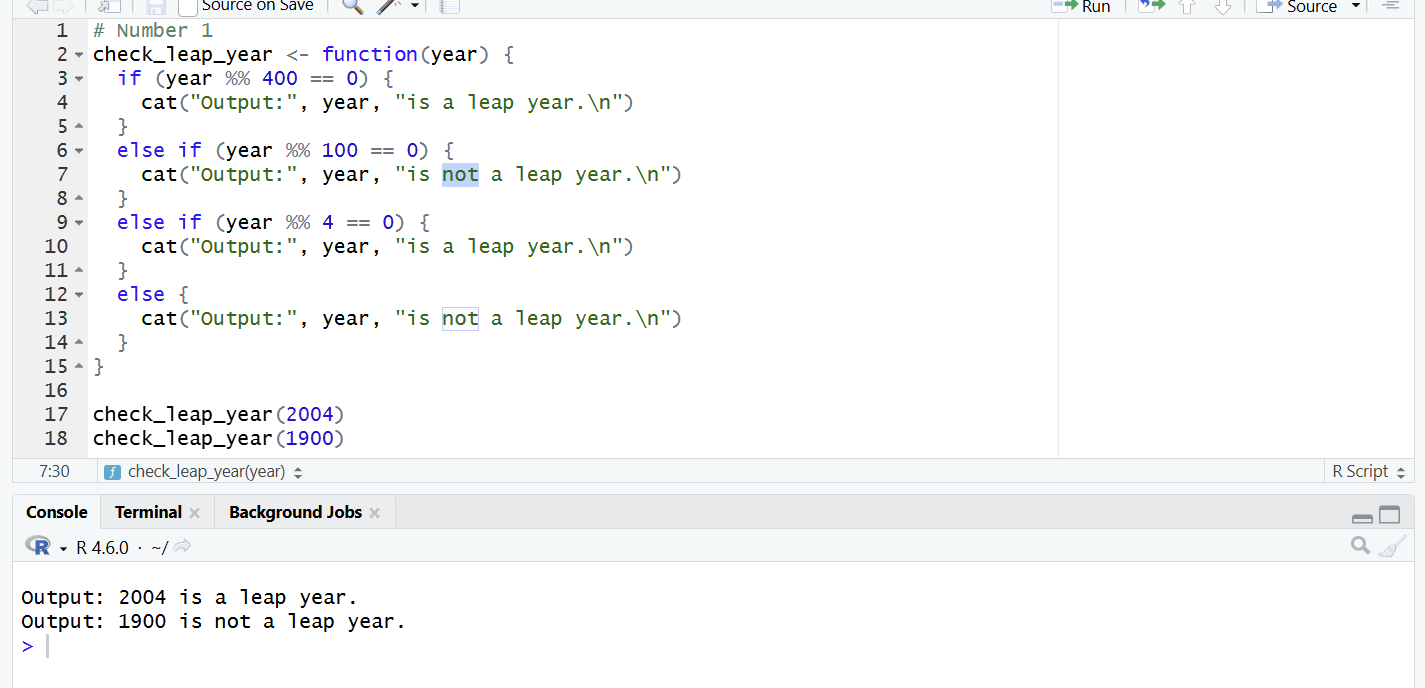 Source on Save Run Source
1 # Number 1
2 check_leap_year <- function(year) {
3   if (year %% 400 == 0) {
4     cat("Output:", year, "is a leap year.\n")
5   }
6   else if (year %% 100 == 0) {
7     cat("Output:", year, "is not a leap year.\n")
8   }
9   else if (year %% 4 == 0) {
10     cat("Output:", year, "is a leap year.\n")
11   }
12   else {
13     cat("Output:", year, "is not a leap year.\n")
14   }
15 }
16
17 check_leap_year(2004)
18 check_leap_year(1900)
7:30 check_leap_year(year) R Script
Console Terminal Background Jobs
R R 4.6.0 · ~/
Output: 2004 is a leap year.
Output: 1900 is not a leap year.
>